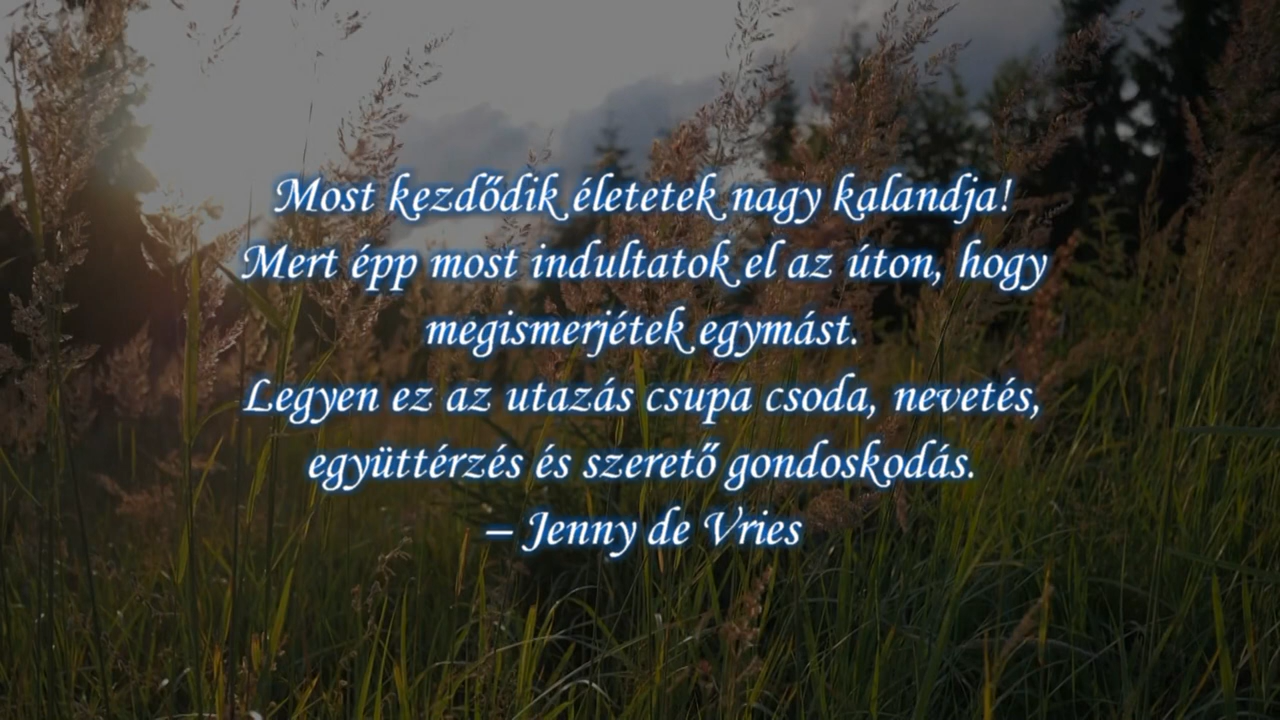 Most kezdődik életetek nagy kalandja!
Mert épp most indultatok el az úton, hogy
megismerjétek egymást.
Legyen ez az utazás csupa csoda, nevetés,
együttérzés és szerető gondoskodás.
– Jenny de Vries